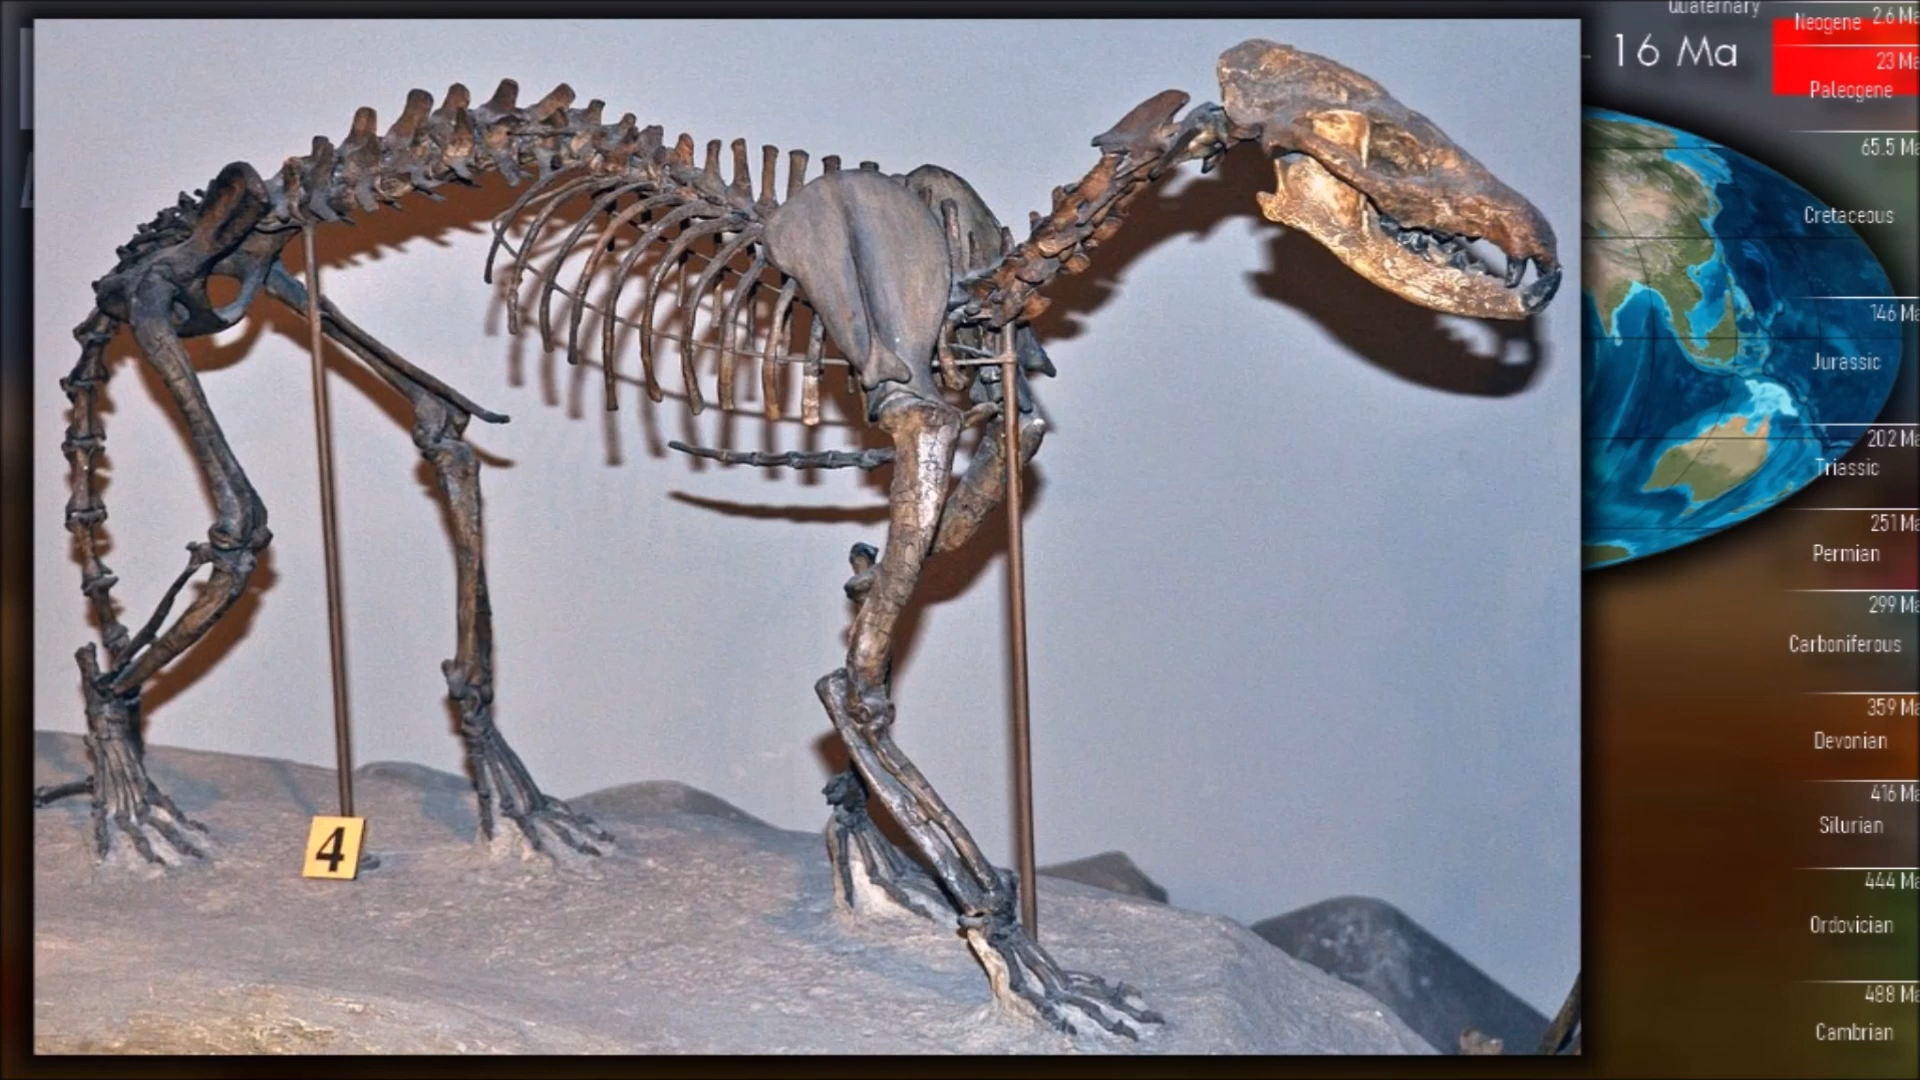 Quaternary
Neogene 2.6 Ma
- 16 Ma
23 Ma
Paleogene
65.5 Ma
Cretaceous
146 Ma
Jurassic
202 Ma
Triassic
251 Ma
Permian
299 Ma
Carboniferous
359 Ma
Devonian
416 Ma
Silurian
444 Ma
4
Ordovician
488 Ma
Cambrian